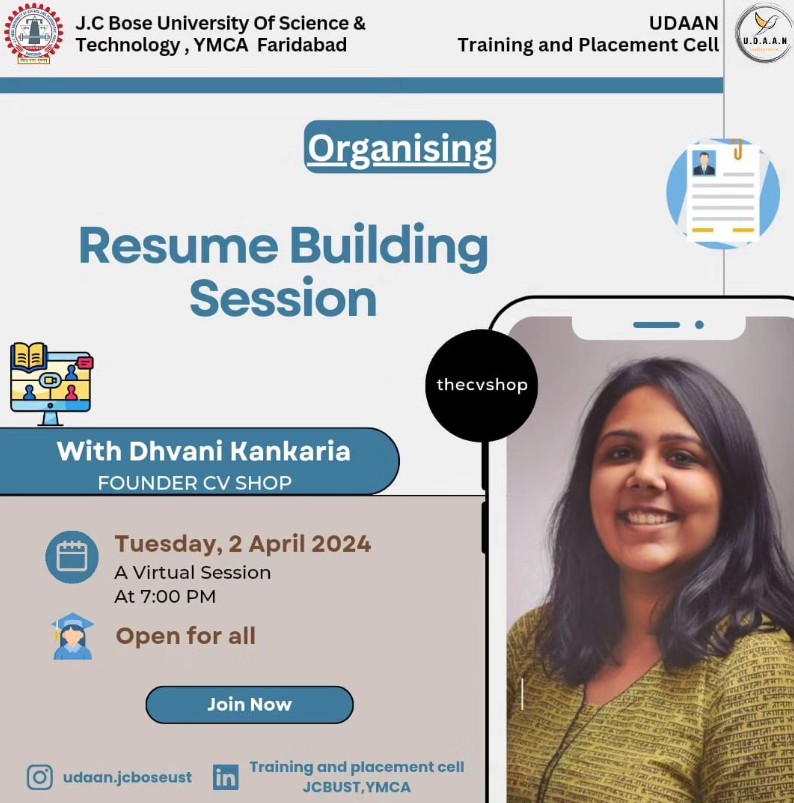 J.C Bose University Of Science &
Technology , YMCA Faridabad
UDAAN
Training and Placement Cell
U.D.A.A.N
Organising
Resume Building
Session
thecvshop
With Dhvani Kankaria
FOUNDER CV SHOP
Tuesday, 2 April 2024
A Virtual Session
At 7:00 PM
Open for all
Join Now
udaan.jcboseust
in
Training and placement cell
JCBUST,YMCA